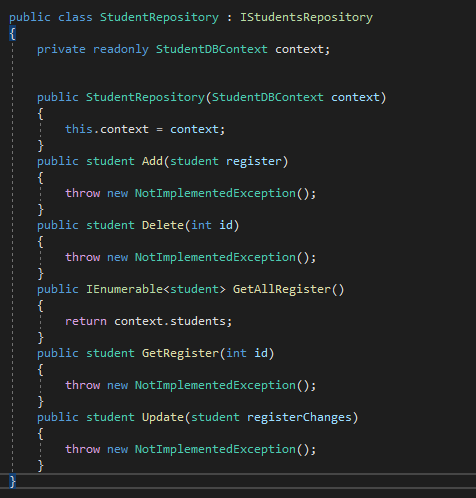 public class StudentRepository : IStudentsRepository
{
private readonly StudentDBContext context;
public StudentRepository(StudentDBContext context)
{
this.context = context;
}
public student Add(student register)
{
throw new NotImplementedException();
}
public student Delete(int id)
{
throw new NotImplementedException();
}
public IEnumerable<student> GetAllRegister()
{
return context.students;
}
public student GetRegister(int id)
{
throw new NotImplementedException();
}
public student Update(student registerChanges)
{
throw new NotImplementedException();
}
}